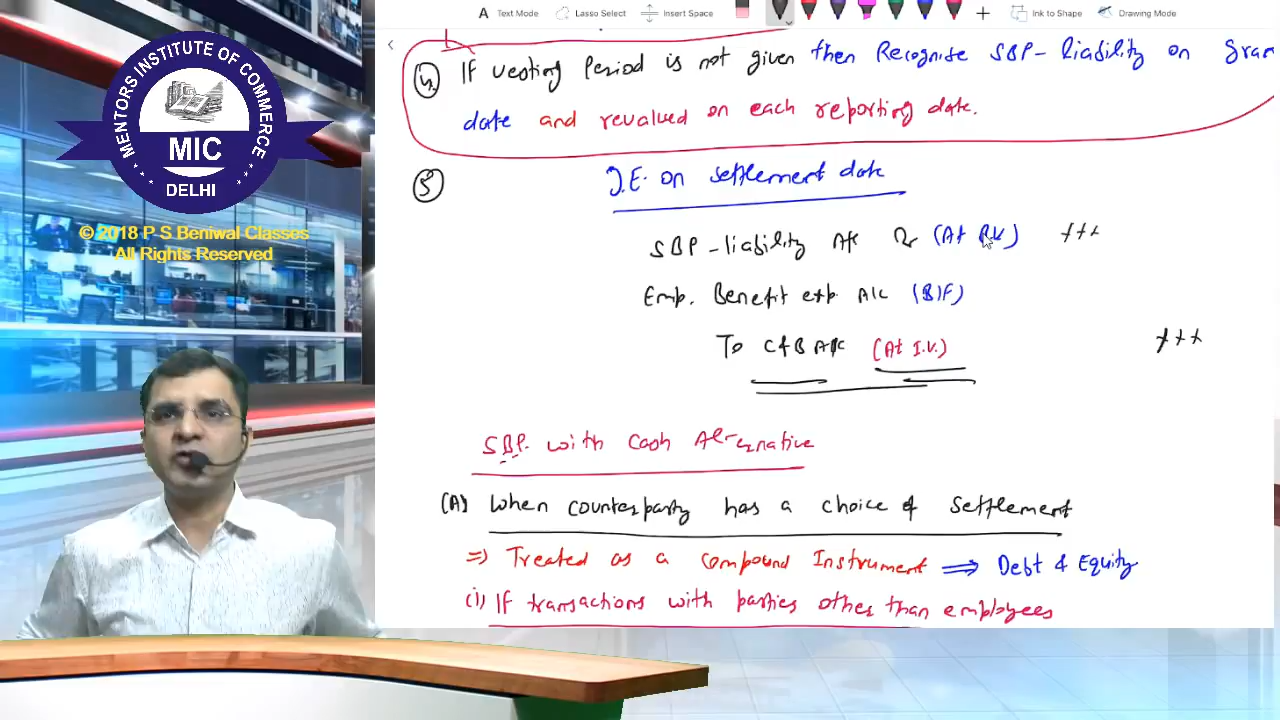 Text Mode Lasso Select Insert Space Ink to Shape Drawing Mode
(4) If vesting period is not given then Recognise SBP-liability on gran
date and revalued on each reporting date.
(5) J.E. on settlement date
SBP-liability A/c Dr (At B.V.) +++
Emp. Benefit exp. A/c (B/F)
To C&B A/c (At I.V.) +++
SBP with Cash Alternative
(A) When counterparty has a choice of Settlement
=> Treated as a compound Instrument => Debt & Equity
(i) If transactions with parties other than employees
MENTORS INSTITUTE OF COMMERCE
MIC
DELHI
© 2018 P S Beniwal Classes
All Rights Reserved